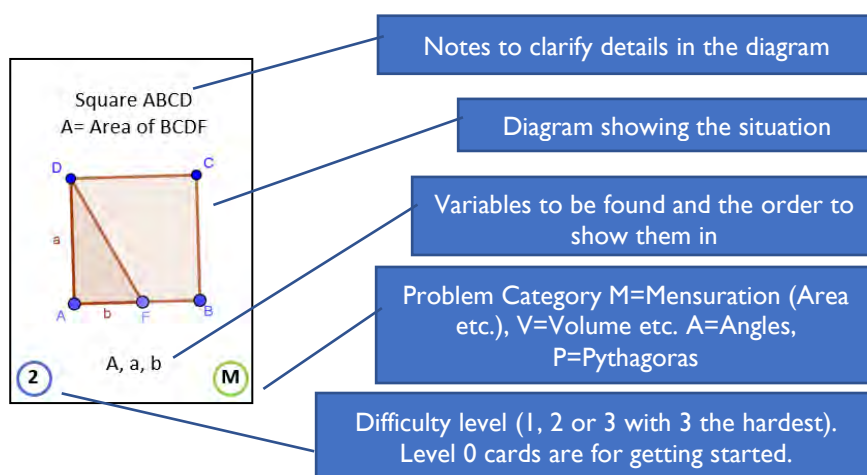 Notes to clarify details in the diagram
Square ABCD
A= Area of BCDF
Diagram showing the situation
D
C
Variables to be found and the order to
show them in
a
A
b
F
B
Problem Category M=Mensuration (Area
etc.), V=Volume etc. A=Angles,
P=Pythagoras
A, a, b
2
M
Difficulty level (1, 2 or 3 with 3 the hardest).
Level 0 cards are for getting started.